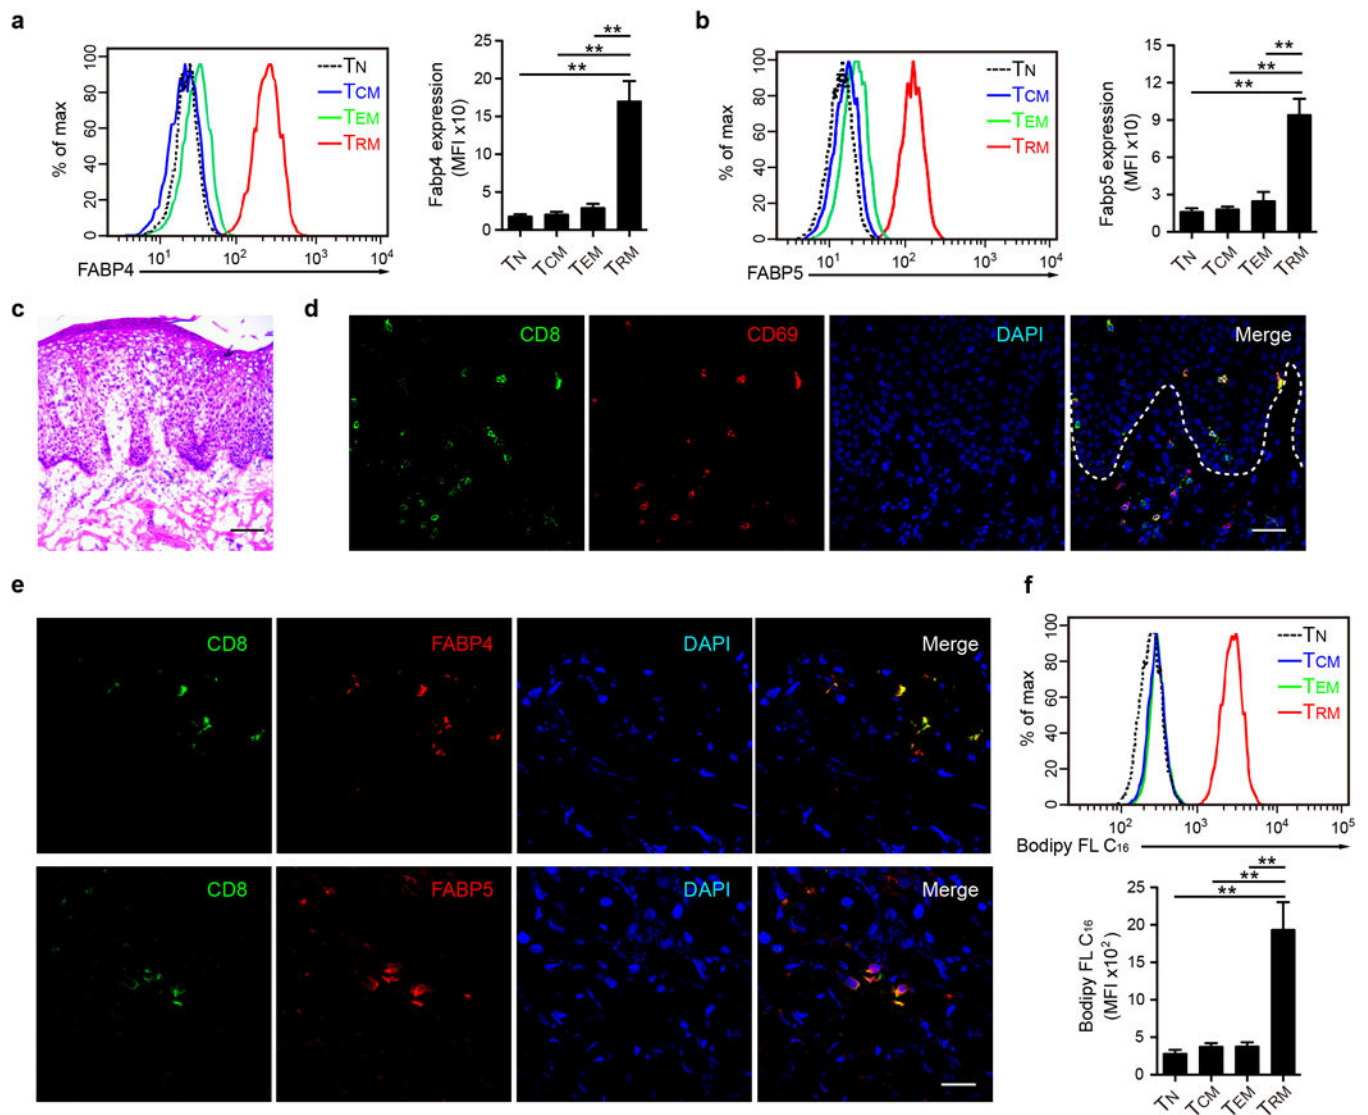 a
100
80
60
40
20
0
% of max
TN
TCM
TEM
TRM
10¹
10²
10³
10⁴
FABP4
25
20
15
10
5
0
Fabp4 expression
(MFI x10)
**
**
**
TN
TCM
TEM
TRM
b
100
80
60
40
20
0
% of max
TN
TCM
TEM
TRM
10¹
10²
10³
10⁴
FABP5
15
12
9
6
3
0
Fabp5 expression
(MFI x10)
**
**
**
TN
TCM
TEM
TRM
c
d
CD8
CD69
DAPI
Merge
e
CD8
FABP4
DAPI
Merge
CD8
FABP5
DAPI
Merge
f
100
80
60
40
20
0
% of max
TN
TCM
TEM
TRM
10²
10³
10⁴
10⁵
Bodipy FL C₁₆
25
20
15
10
5
0
Bodipy FL C₁₆
(MFI x10²)
**
**
**
TN
TCM
TEM
TRM